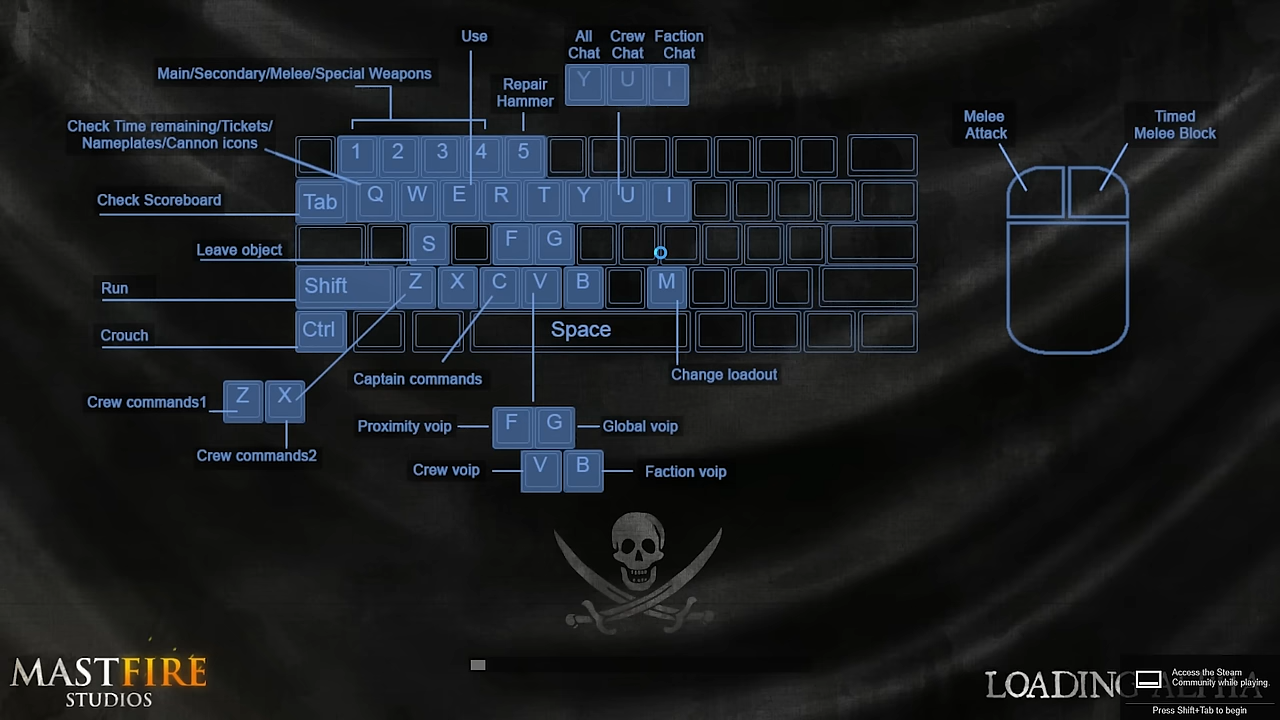 Use
All Chat
Crew Chat
Faction Chat
Main/Secondary/Melee/Special Weapons
Repair
Hammer
Y U I
Melee
Attack
Timed
Melee Block
Check Time remaining/Tickets/
Nameplates/Cannon icons
1 2 3 4 5
Check Scoreboard
Tab Q W E R T Y U I
Leave object
S F G
Run
Shift Z X C V B M
Crouch
Ctrl Space
Captain commands
Change loadout
Crew commands1
Z X
Crew commands2
Proximity voip
F G
Global voip
Crew voip
V B
Faction voip
MASTFIRE
STUDIOS
LOADING ALPHA
Access the Steam
Community while playing.
Press Shift+Tab to begin